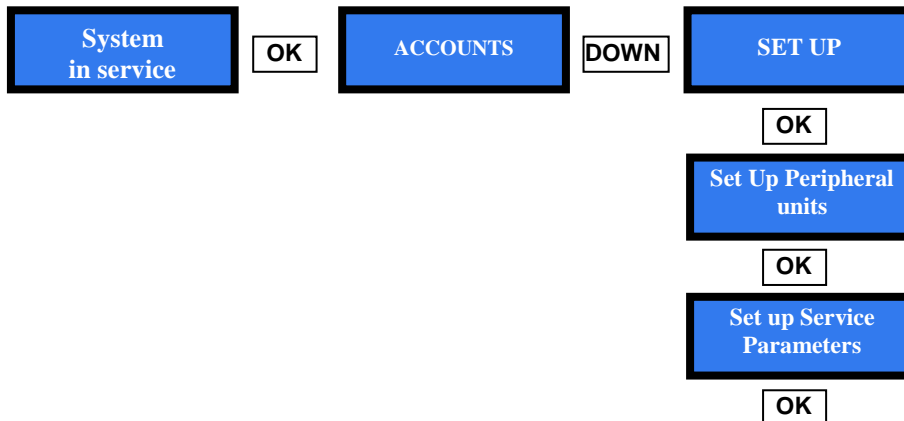 System
in service
OK
ACCOUNTS
DOWN
SET UP
OK
Set Up Peripheral
units
OK
Set up Service
Parameters
OK